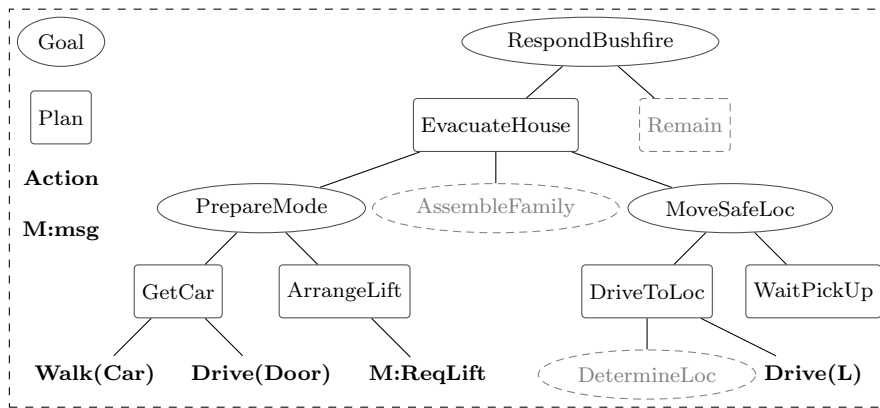 Goal
RespondBushfire
Plan
EvacuateHouse
Remain
Action
PrepareMode
AssembleFamily
MoveSafeLoc
M:msg
GetCar
ArrangeLift
DriveToLoc
WaitPickUp
Walk(Car)
Drive(Door)
M:ReqLift
DetermineLoc
Drive(L)